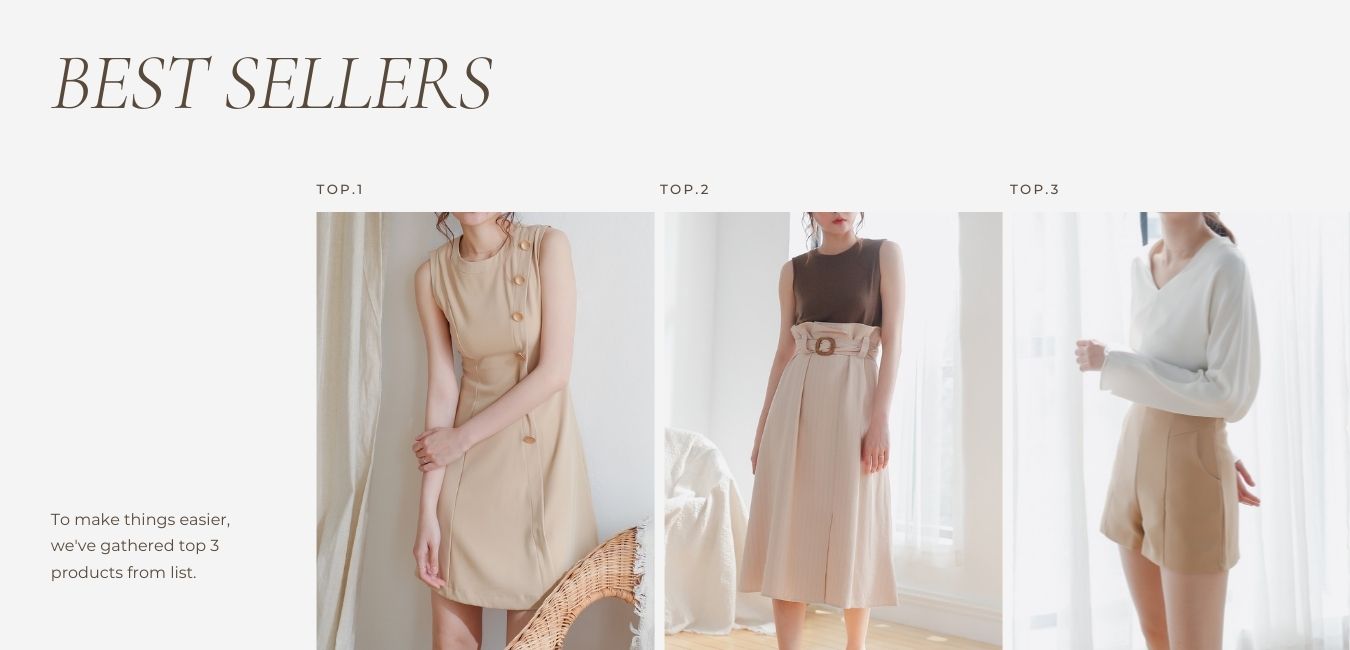 BEST SELLERS
TOP.1
TOP.2
TOP.3
To make things easier,
we've gathered top 3
products from list.